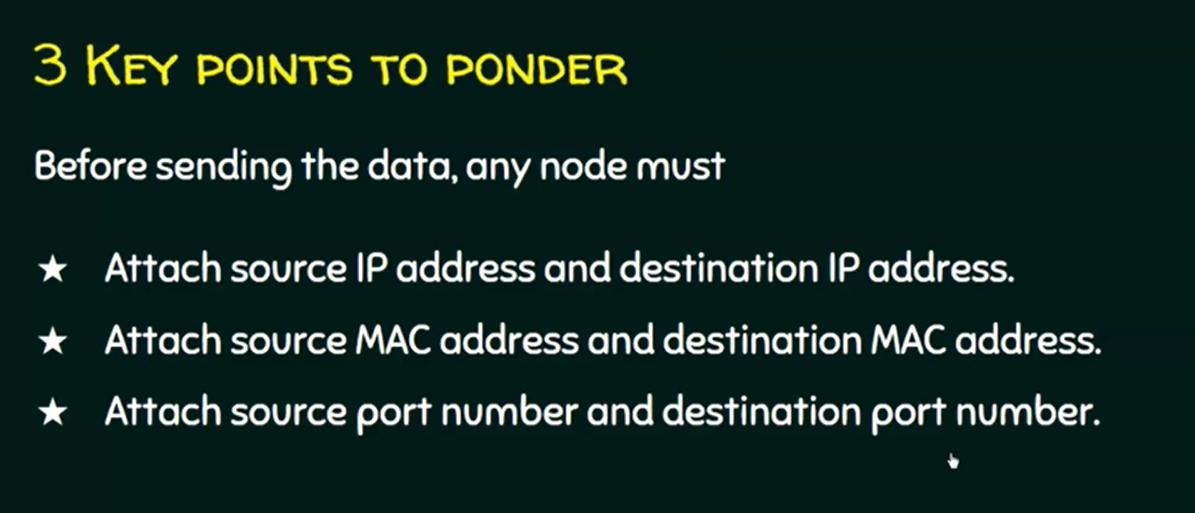 3 Key points to ponder
Before sending the data, any node must
★ Attach source IP address and destination IP address.
★ Attach source MAC address and destination MAC address.
★ Attach source port number and destination port number.